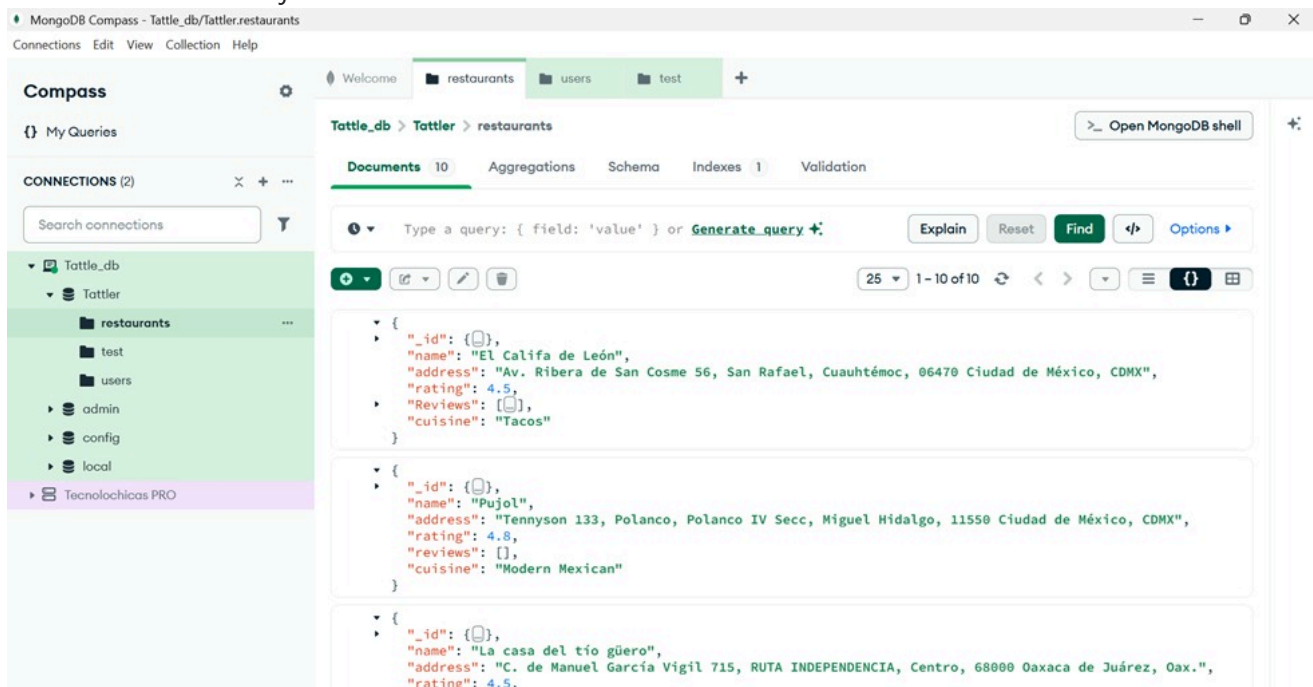 MongoDB Compass - Tattle_db/Tattler.restaurants
Connections Edit View Collection Help
Compass
{} My Queries
CONNECTIONS (2)
Search connections
Tattle_db
Tattler
restaurants
test
users
admin
config
local
Tecnolochicas PRO
Welcome
restaurants
users
test
Tattle_db > Tattler > restaurants
>_ Open MongoDB shell
Documents 10 Aggregations Schema Indexes 1 Validation
Type a query: { field: 'value' } or Generate query
Explain Reset Find </> Options
25 1 – 10 of 10
{
"_id": {…},
"name": "El Califa de León",
"address": "Av. Ribera de San Cosme 56, San Rafael, Cuauhtémoc, 06470 Ciudad de México, CDMX",
"rating": 4.5,
"Reviews": […],
"cuisine": "Tacos"
}
{
"_id": {…},
"name": "Pujol",
"address": "Tennyson 133, Polanco, Polanco IV Secc, Miguel Hidalgo, 11550 Ciudad de México, CDMX",
"rating": 4.8,
"reviews": [],
"cuisine": "Modern Mexican"
}
{
"_id": {…},
"name": "La casa del tío güero",
"address": "C. de Manuel García Vigil 715, RUTA INDEPENDENCIA, Centro, 68000 Oaxaca de Juárez, Oax.",
"rating": 4.5,